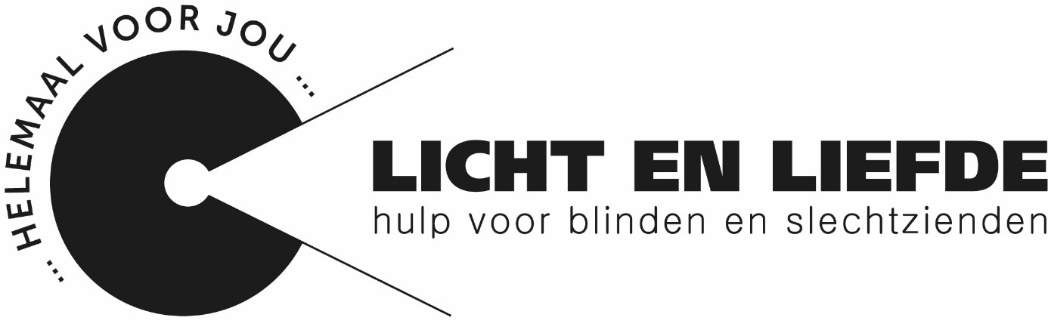 ... HELEMAAL VOOR JOU ...
LICHT EN LIEFDE
hulp voor blinden en slechtzienden